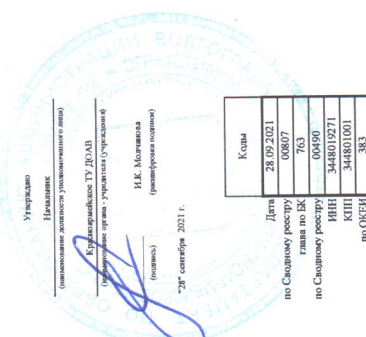 Утверждаю
Начальник
(наименование должности уполномоченного лица)
Красноармейское ТУ ДОАВ
(наименование органа - учредителя (учреждения)
И.К. Молчанова
(подпись) (расшифровка подписи)
"28" сентября 2021 г.
Коды
Дата 28.09.2021
по Сводному реестру 00807
глава по БК 763
по Сводному реестру 00490
ИНН 3448019271
КПП 344801001
по ОКЕИ 383